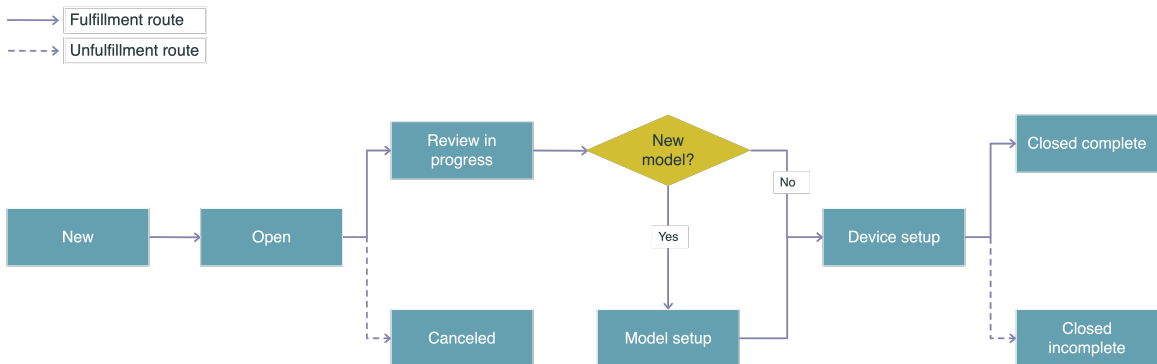 Fulfillment route
Unfulfillment route
New
Open
Review in
progress
Canceled
New
model?
No
Yes
Model setup
Device setup
Closed complete
Closed
incomplete